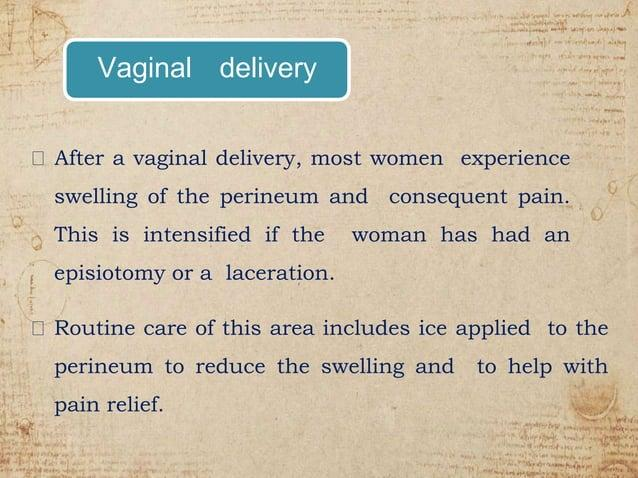 Vaginal delivery
After a vaginal delivery, most women experience
swelling of the perineum and consequent pain.
This is intensified if the woman has had an
episiotomy or a laceration.
Routine care of this area includes ice applied to the
perineum to reduce the swelling and to help with
pain relief.